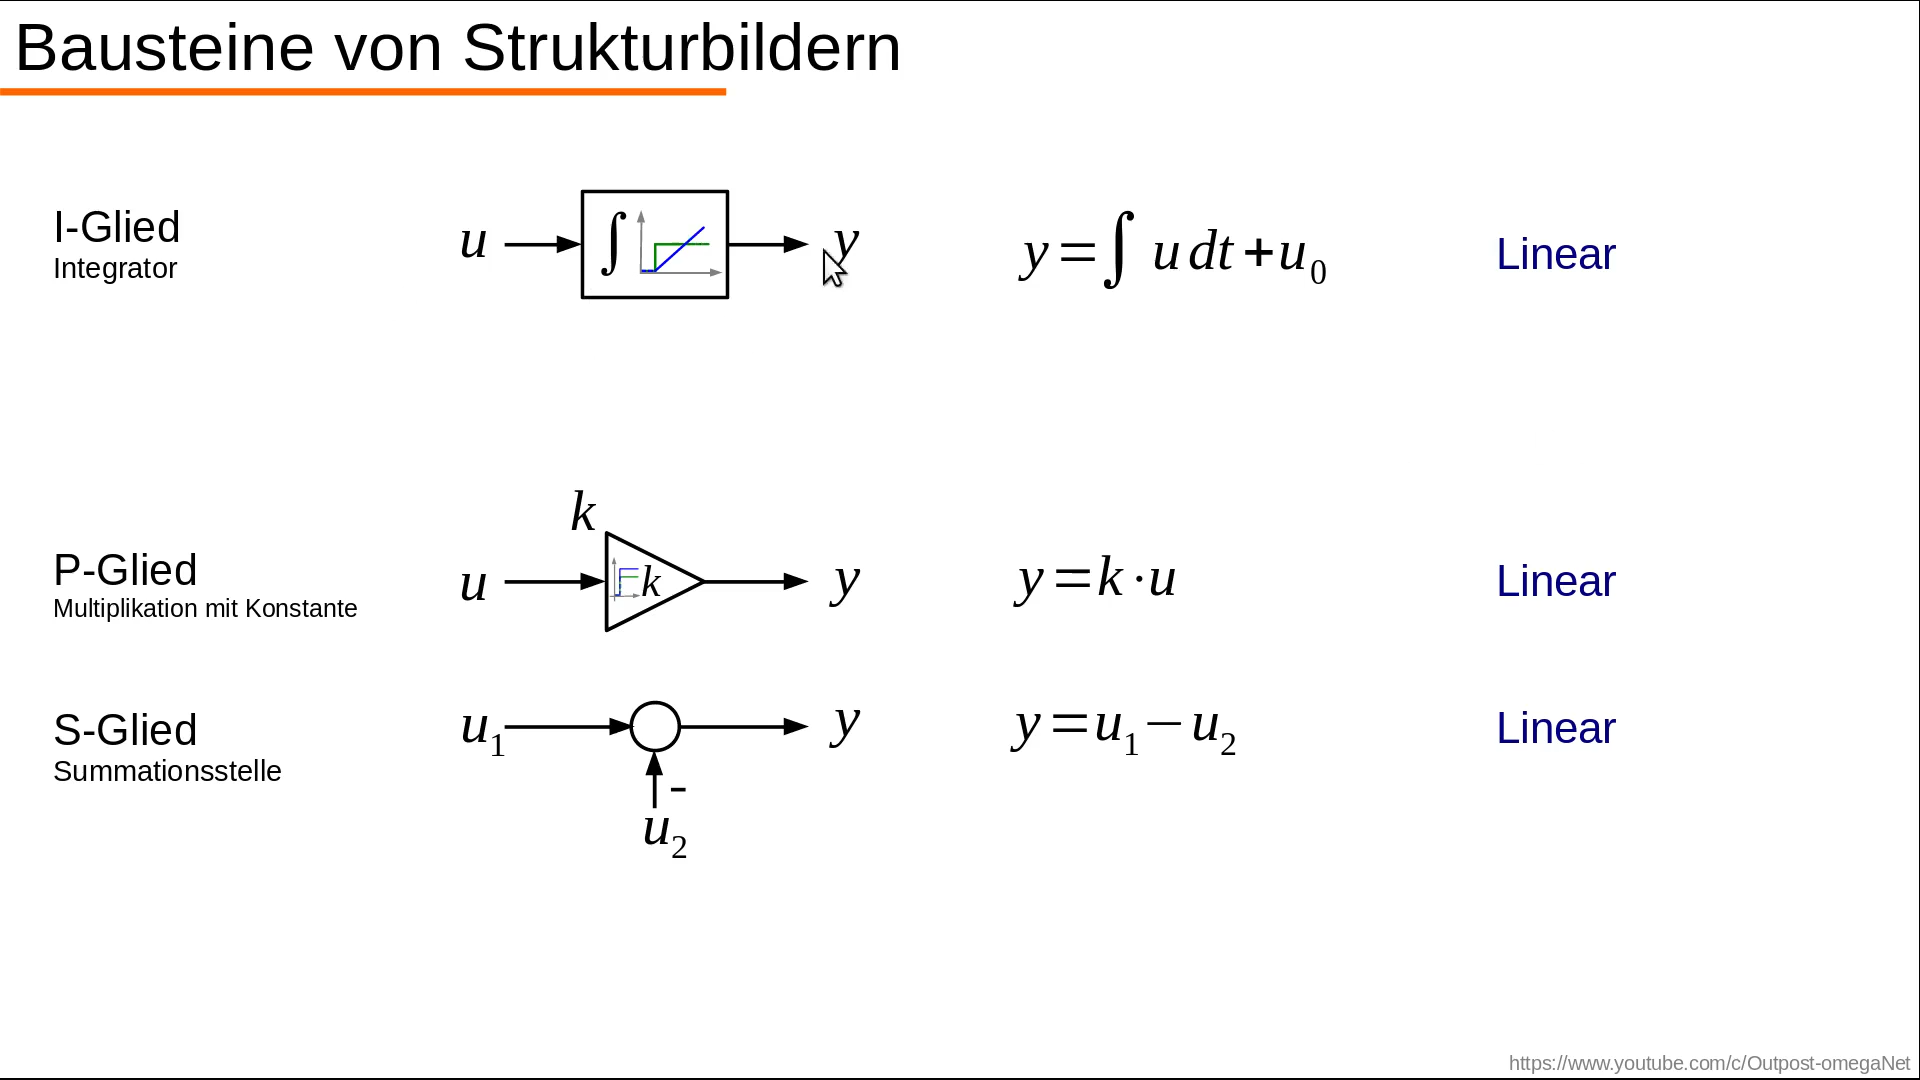 Bausteine von Strukturbildern
I-Glied
Integrator
u ∫ y
y=∫ u dt+u₀
Linear
k
P-Glied
Multiplikation mit Konstante
u k y
y=k·u
Linear
S-Glied
Summationsstelle
u₁ y
-
u₂
y=u₁−u₂
Linear
https://www.youtube.com/c/Outpost-omegaNet